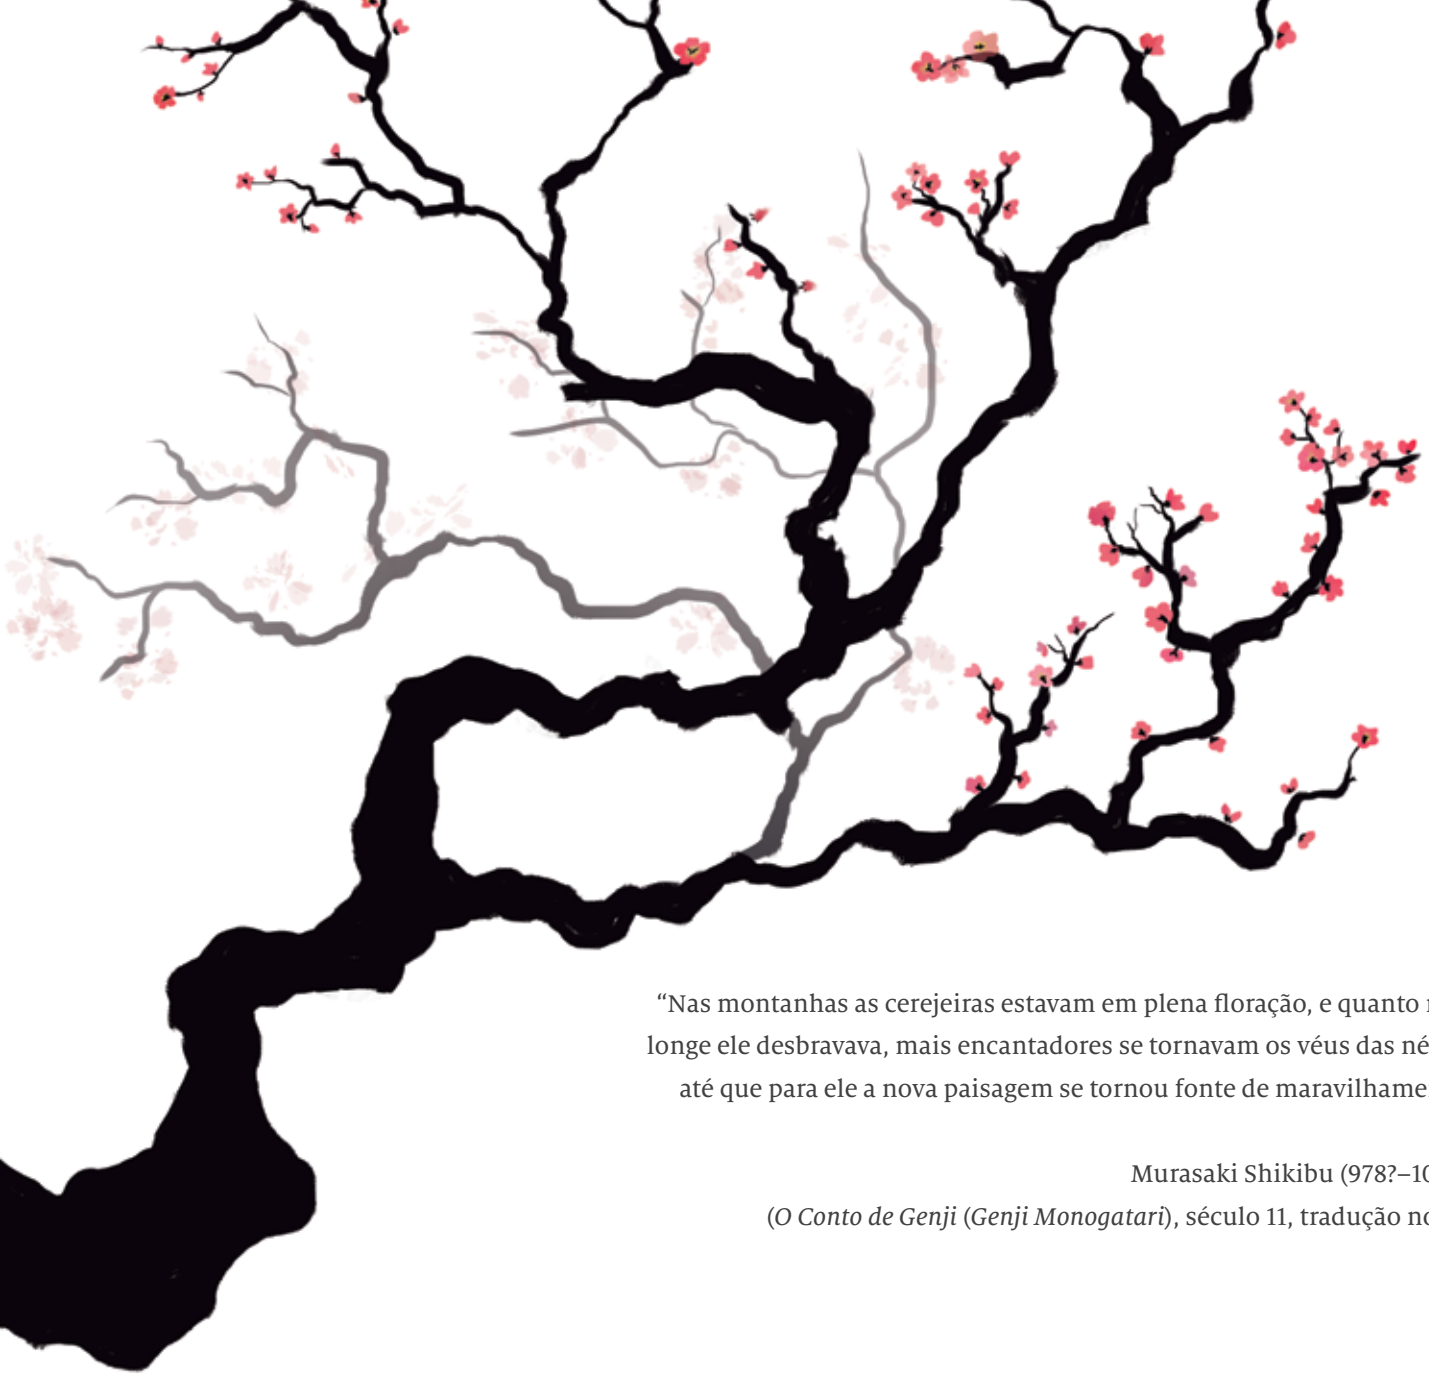 “Nas montanhas as cerejeiras estavam em plena floração, e quanto
longe ele desbravava, mais encantadores se tornavam os véus das
até que para ele a nova paisagem se tornou fonte de
Murasaki Shikibu (978?–10
(O Conto de Genji (Genji Monogatari), século 11, tradução